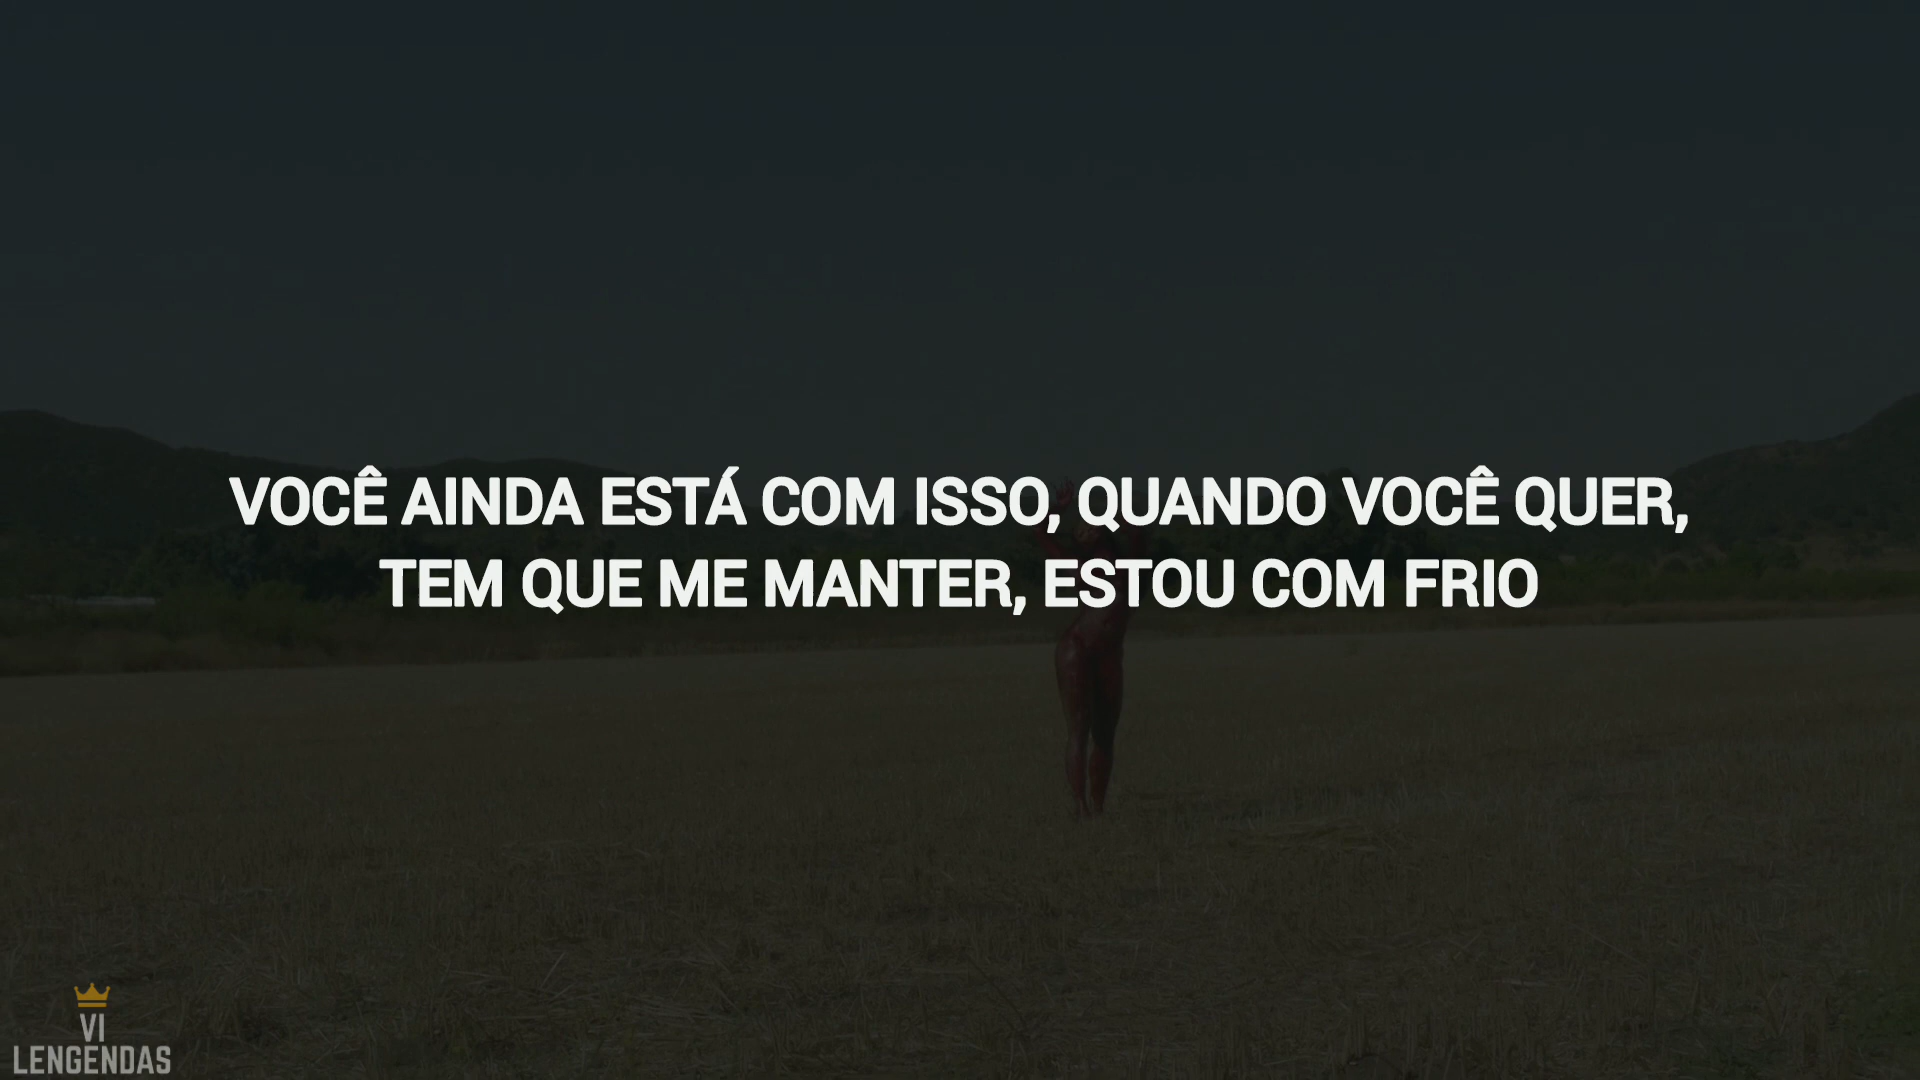 VOCÊ AINDA ESTÁ COM ISSO, QUANDO VOCÊ QUER,
TEM QUE ME MANTER, ESTOU COM FRIO
VI
LENGENDAS